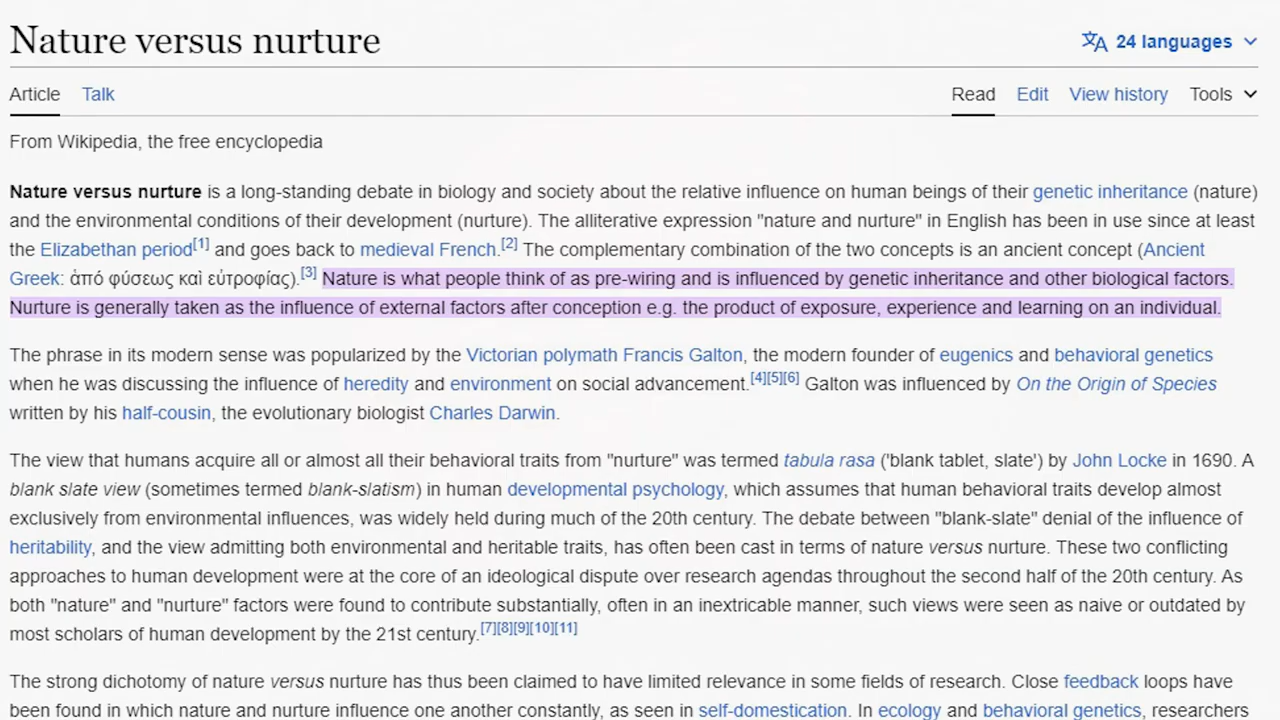 Nature versus nurture
24 languages
Article Talk Read Edit View history Tools
From Wikipedia, the free encyclopedia
Nature versus nurture is a long-standing debate in biology and society about the relative influence on human beings of their genetic inheritance (nature)
and the environmental conditions of their development (nurture). The alliterative expression "nature and nurture" in English has been in use since at least
the Elizabethan period[1] and goes back to medieval French.[2] The complementary combination of the two concepts is an ancient concept (Ancient
Greek: ἁπό φύσεως καὶ εὐτροφίας).[3] Nature is what people think of as pre-wiring and is influenced by genetic inheritance and other biological factors.
Nurture is generally taken as the influence of external factors after conception e.g. the product of exposure, experience and learning on an individual.
The phrase in its modern sense was popularized by the Victorian polymath Francis Galton, the modern founder of eugenics and behavioral genetics
when he was discussing the influence of heredity and environment on social advancement.[4][5][6] Galton was influenced by On the Origin of Species
written by his half-cousin, the evolutionary biologist Charles Darwin.
The view that humans acquire all or almost all their behavioral traits from "nurture" was termed tabula rasa ('blank tablet, slate') by John Locke in 1690. A
blank slate view (sometimes termed blank-slatism) in human developmental psychology, which assumes that human behavioral traits develop almost
exclusively from environmental influences, was widely held during much of the 20th century. The debate between "blank-slate" denial of the influence of
heritability, and the view admitting both environmental and heritable traits, has often been cast in terms of nature versus nurture. These two conflicting
approaches to human development were at the core of an ideological dispute over research agendas throughout the second half of the 20th century. As
both "nature" and "nurture" factors were found to contribute substantially, often in an inextricable manner, such views were seen as naive or outdated by
most scholars of human development by the 21st century.[7][8][9][10][11]
The strong dichotomy of nature versus nurture has thus been claimed to have limited relevance in some fields of research. Close feedback loops have
been found in which nature and nurture influence one another constantly, as seen in self-domestication. In ecology and behavioral genetics, researchers